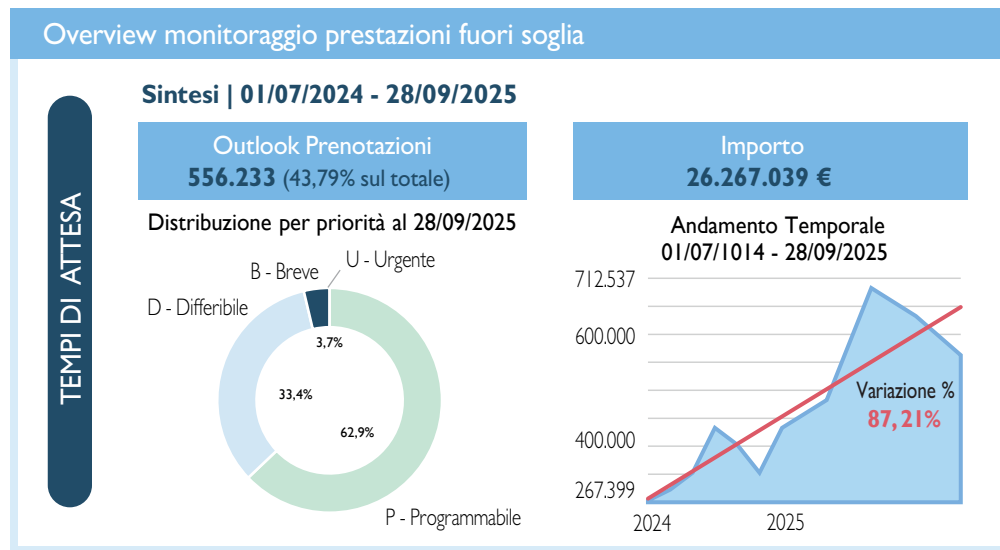 Overview monitoraggio prestazioni fuori soglia
TEMPI DI ATTESA
Sintesi | 01/07/2024 - 28/09/2025
Outlook Prenotazioni
556.233 (43,79% sul totale)
Distribuzione per priorità al 28/09/2025
U - Urgente
B - Breve
D - Differibile
3,7%
33,4%
62,9%
P - Programmabile
Importo
26.267.039 €
Andamento Temporale
01/07/1014 - 28/09/2025
712.537
600.000
Variazione %
87, 21%
400.000
267.399
2024
2025